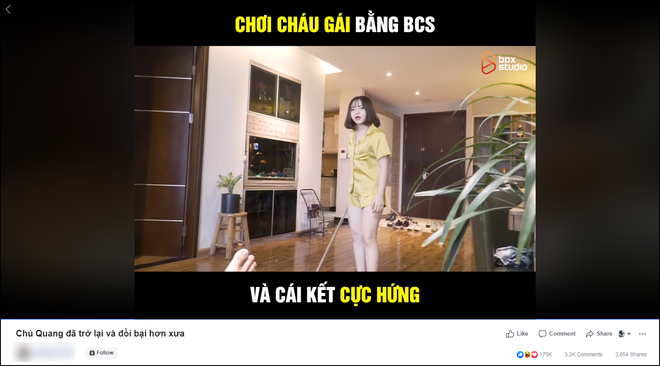 CHƠI CHÁU GÁI BẰNG BCS
box
studio
VÀ CÁI KẾT CỰC HỨNG
Chú Quang đã trở lại và đồi bại hơn xưa
Like
Comment
Share
Follow
175K
3.2K Comments
3,654 Shares